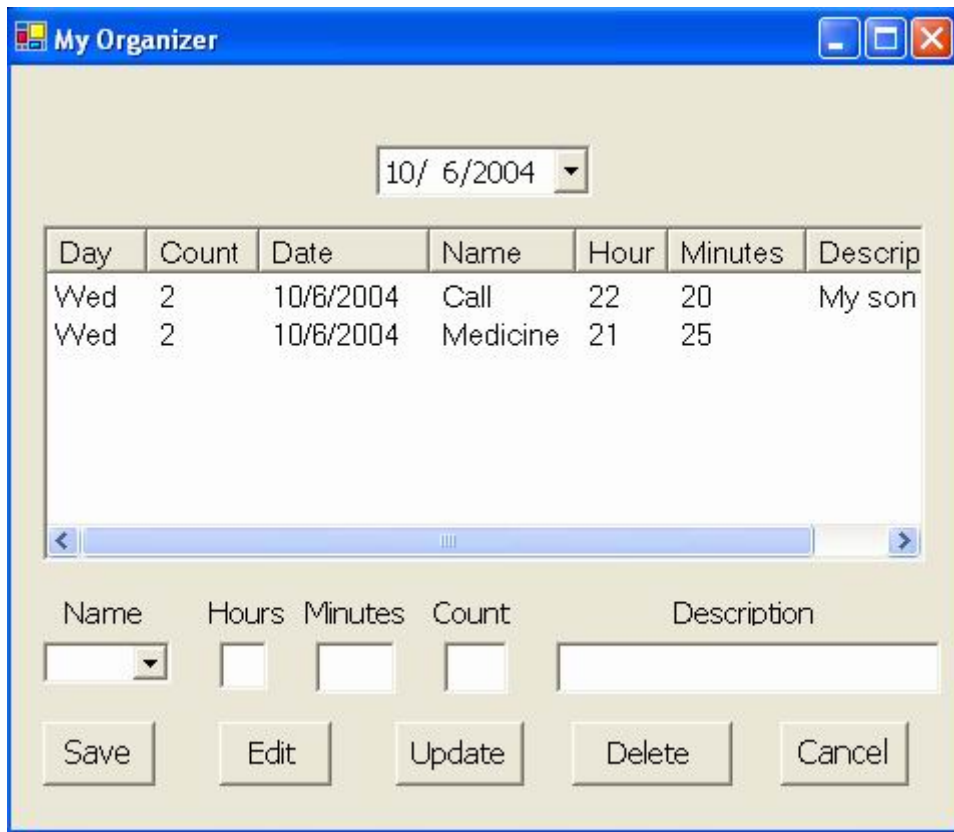 My Organizer
10/ 6/2004
Day Count Date Name Hour Minutes Descrip
Wed 2 10/6/2004 Call 22 20 My son
Wed 2 10/6/2004 Medicine 21 25
Name Hours Minutes Count Description
Save Edit Update Delete Cancel